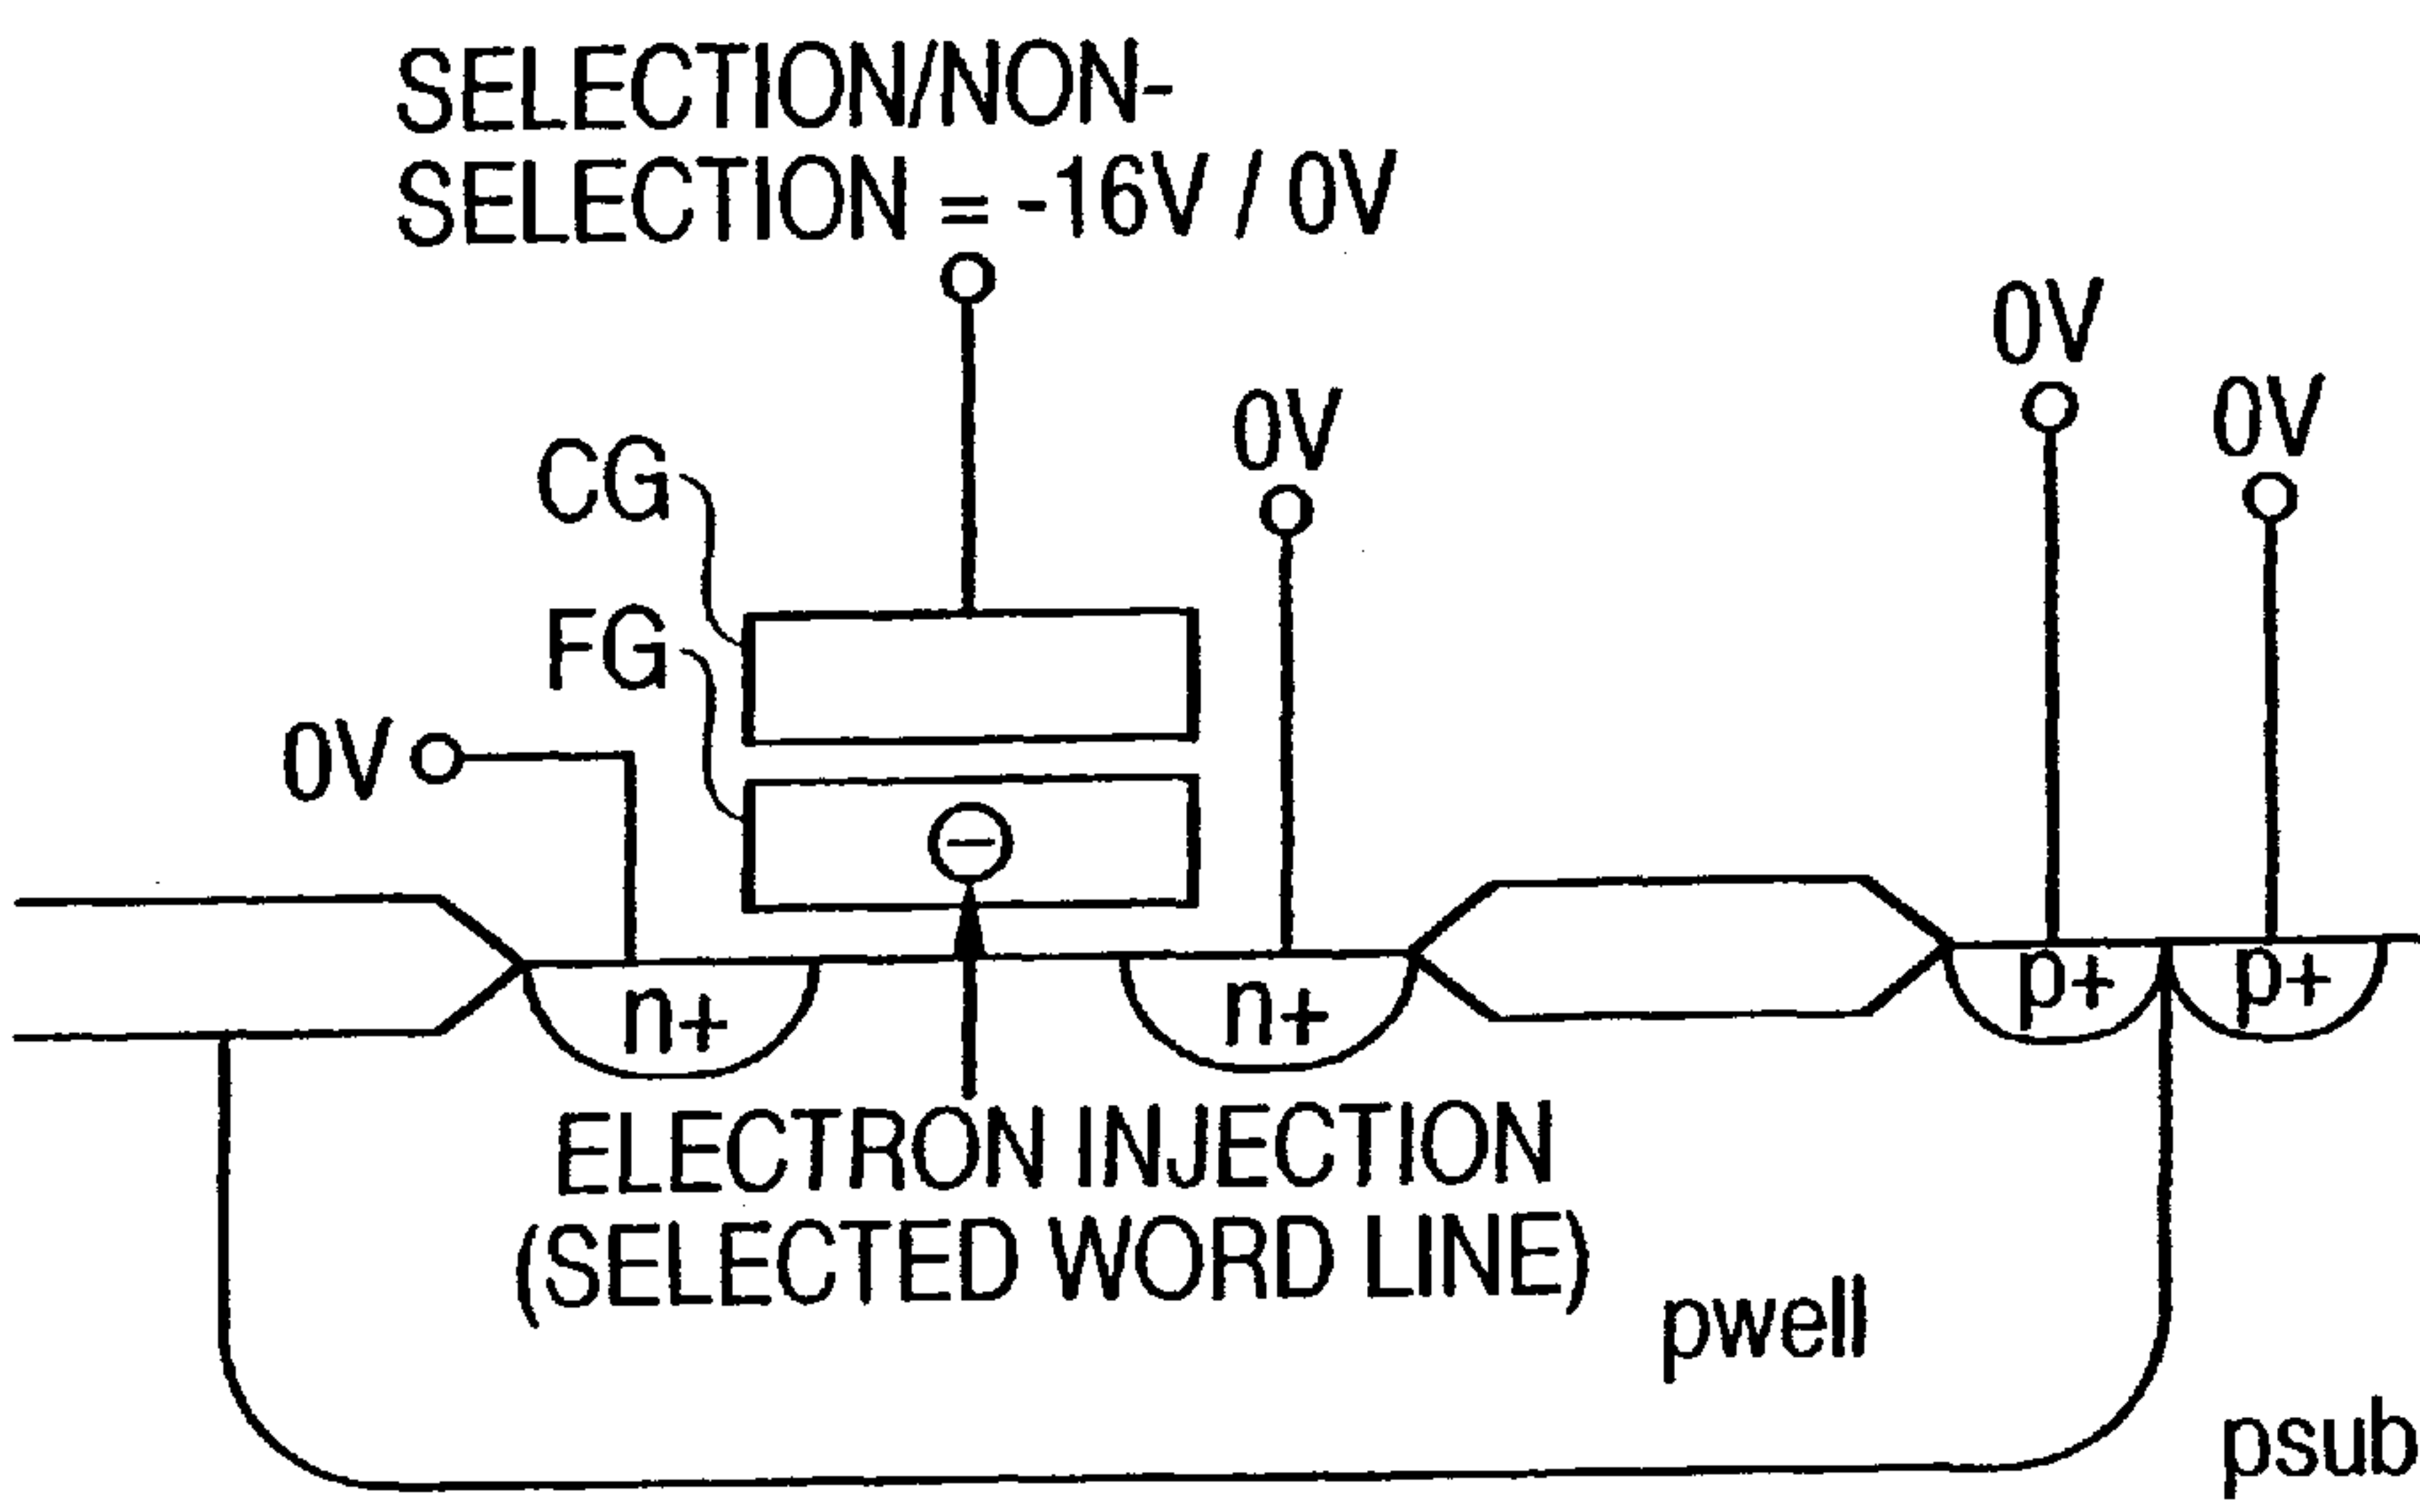 SELECTION/NON-
SELECTION = -16V / 0V
0V
0V
0V
CG
FG
0V
⊖
n+
n+
p+
p+
ELECTRON INJECTION
(SELECTED WORD LINE)
pwell
psub